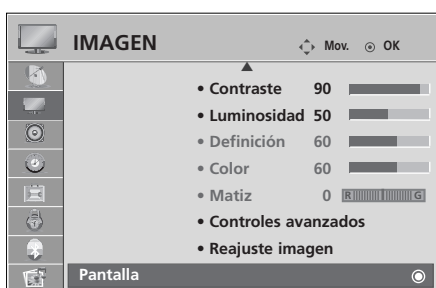 IMAGEN Mov. OK
• Contraste 90
• Luminosidad 50
• Definición 60
• Color 60
• Matiz 0 R G
• Controles avanzados
• Reajuste imagen
Pantalla